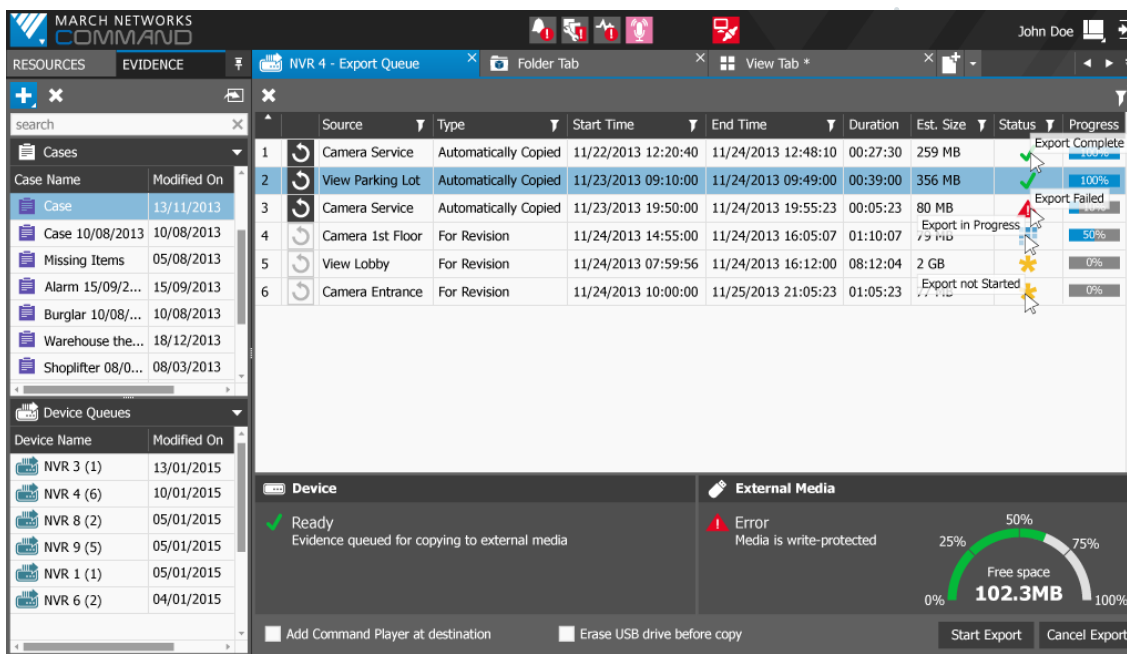 MARCH NETWORKS
COMMAND
John Doe
RESOURCES EVIDENCE
NVR 4 - Export Queue
Folder Tab
View Tab *
search
Cases
Case Name Modified On
Case 13/11/2013
Case 10/08/2013 10/08/2013
Missing Items 05/08/2013
Alarm 15/09/2... 15/09/2013
Burglar 10/08/... 10/08/2013
Warehouse the... 18/12/2013
Shoplifter 08/0... 08/03/2013
Device Queues
Device Name Modified On
NVR 3 (1) 13/01/2015
NVR 4 (6) 10/01/2015
NVR 8 (2) 05/01/2015
NVR 9 (5) 05/01/2015
NVR 1 (1) 05/01/2015
NVR 6 (2) 04/01/2015
Source Type Start Time End Time Duration Est. Size Status Progress
Export Complete
1 Camera Service Automatically Copied 11/22/2013 12:20:40 11/24/2013 12:48:10 00:27:30 259 MB 100%
2 View Parking Lot Automatically Copied 11/23/2013 09:10:00 11/24/2013 09:49:00 00:39:00 356 MB 100%
Export Failed
3 Camera Service Automatically Copied 11/23/2013 19:50:00 11/24/2013 19:55:23 00:05:23 80 MB
Export in Progress
4 Camera 1st Floor For Revision 11/24/2013 14:55:00 11/24/2013 16:05:07 01:10:07 79 MB 50%
5 View Lobby For Revision 11/24/2013 07:59:56 11/24/2013 16:12:00 08:12:04 2 GB 0%
Export not Started
6 Camera Entrance For Revision 11/24/2013 10:00:00 11/25/2013 21:05:23 01:05:23 0%
Device
Ready
Evidence queued for copying to external media
External Media
Error
Media is write-protected
0%
25%
50%
75%
100%
Free space
102.3MB
Add Command Player at destination
Erase USB drive before copy
Start Export
Cancel Export